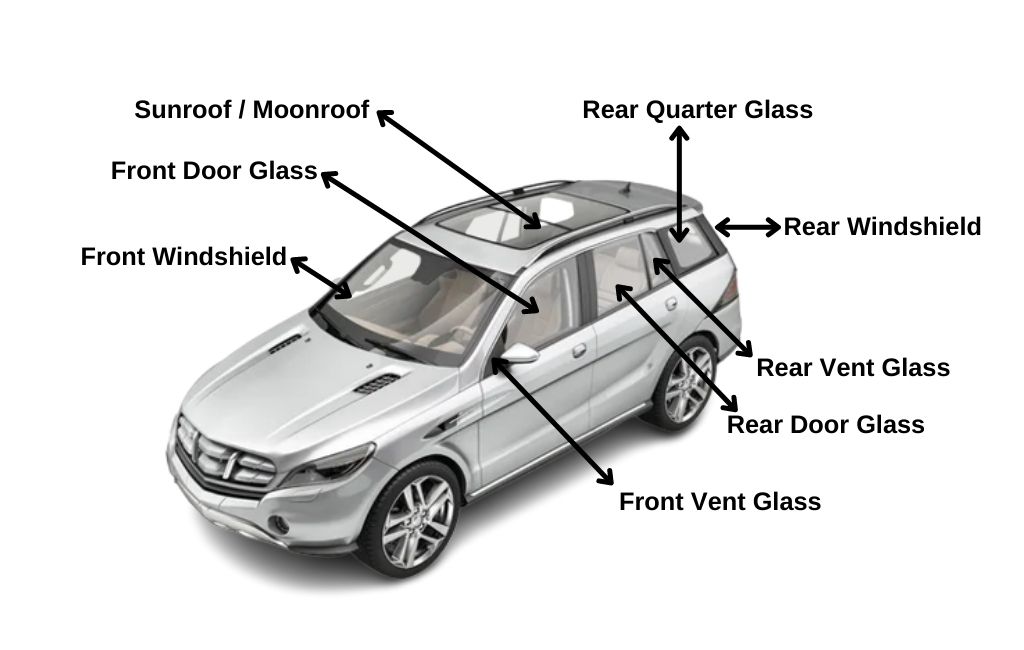 Sunroof / Moonroof
Rear Quarter Glass
Front Door Glass
Rear Windshield
Front Windshield
Rear Vent Glass
Rear Door Glass
Front Vent Glass